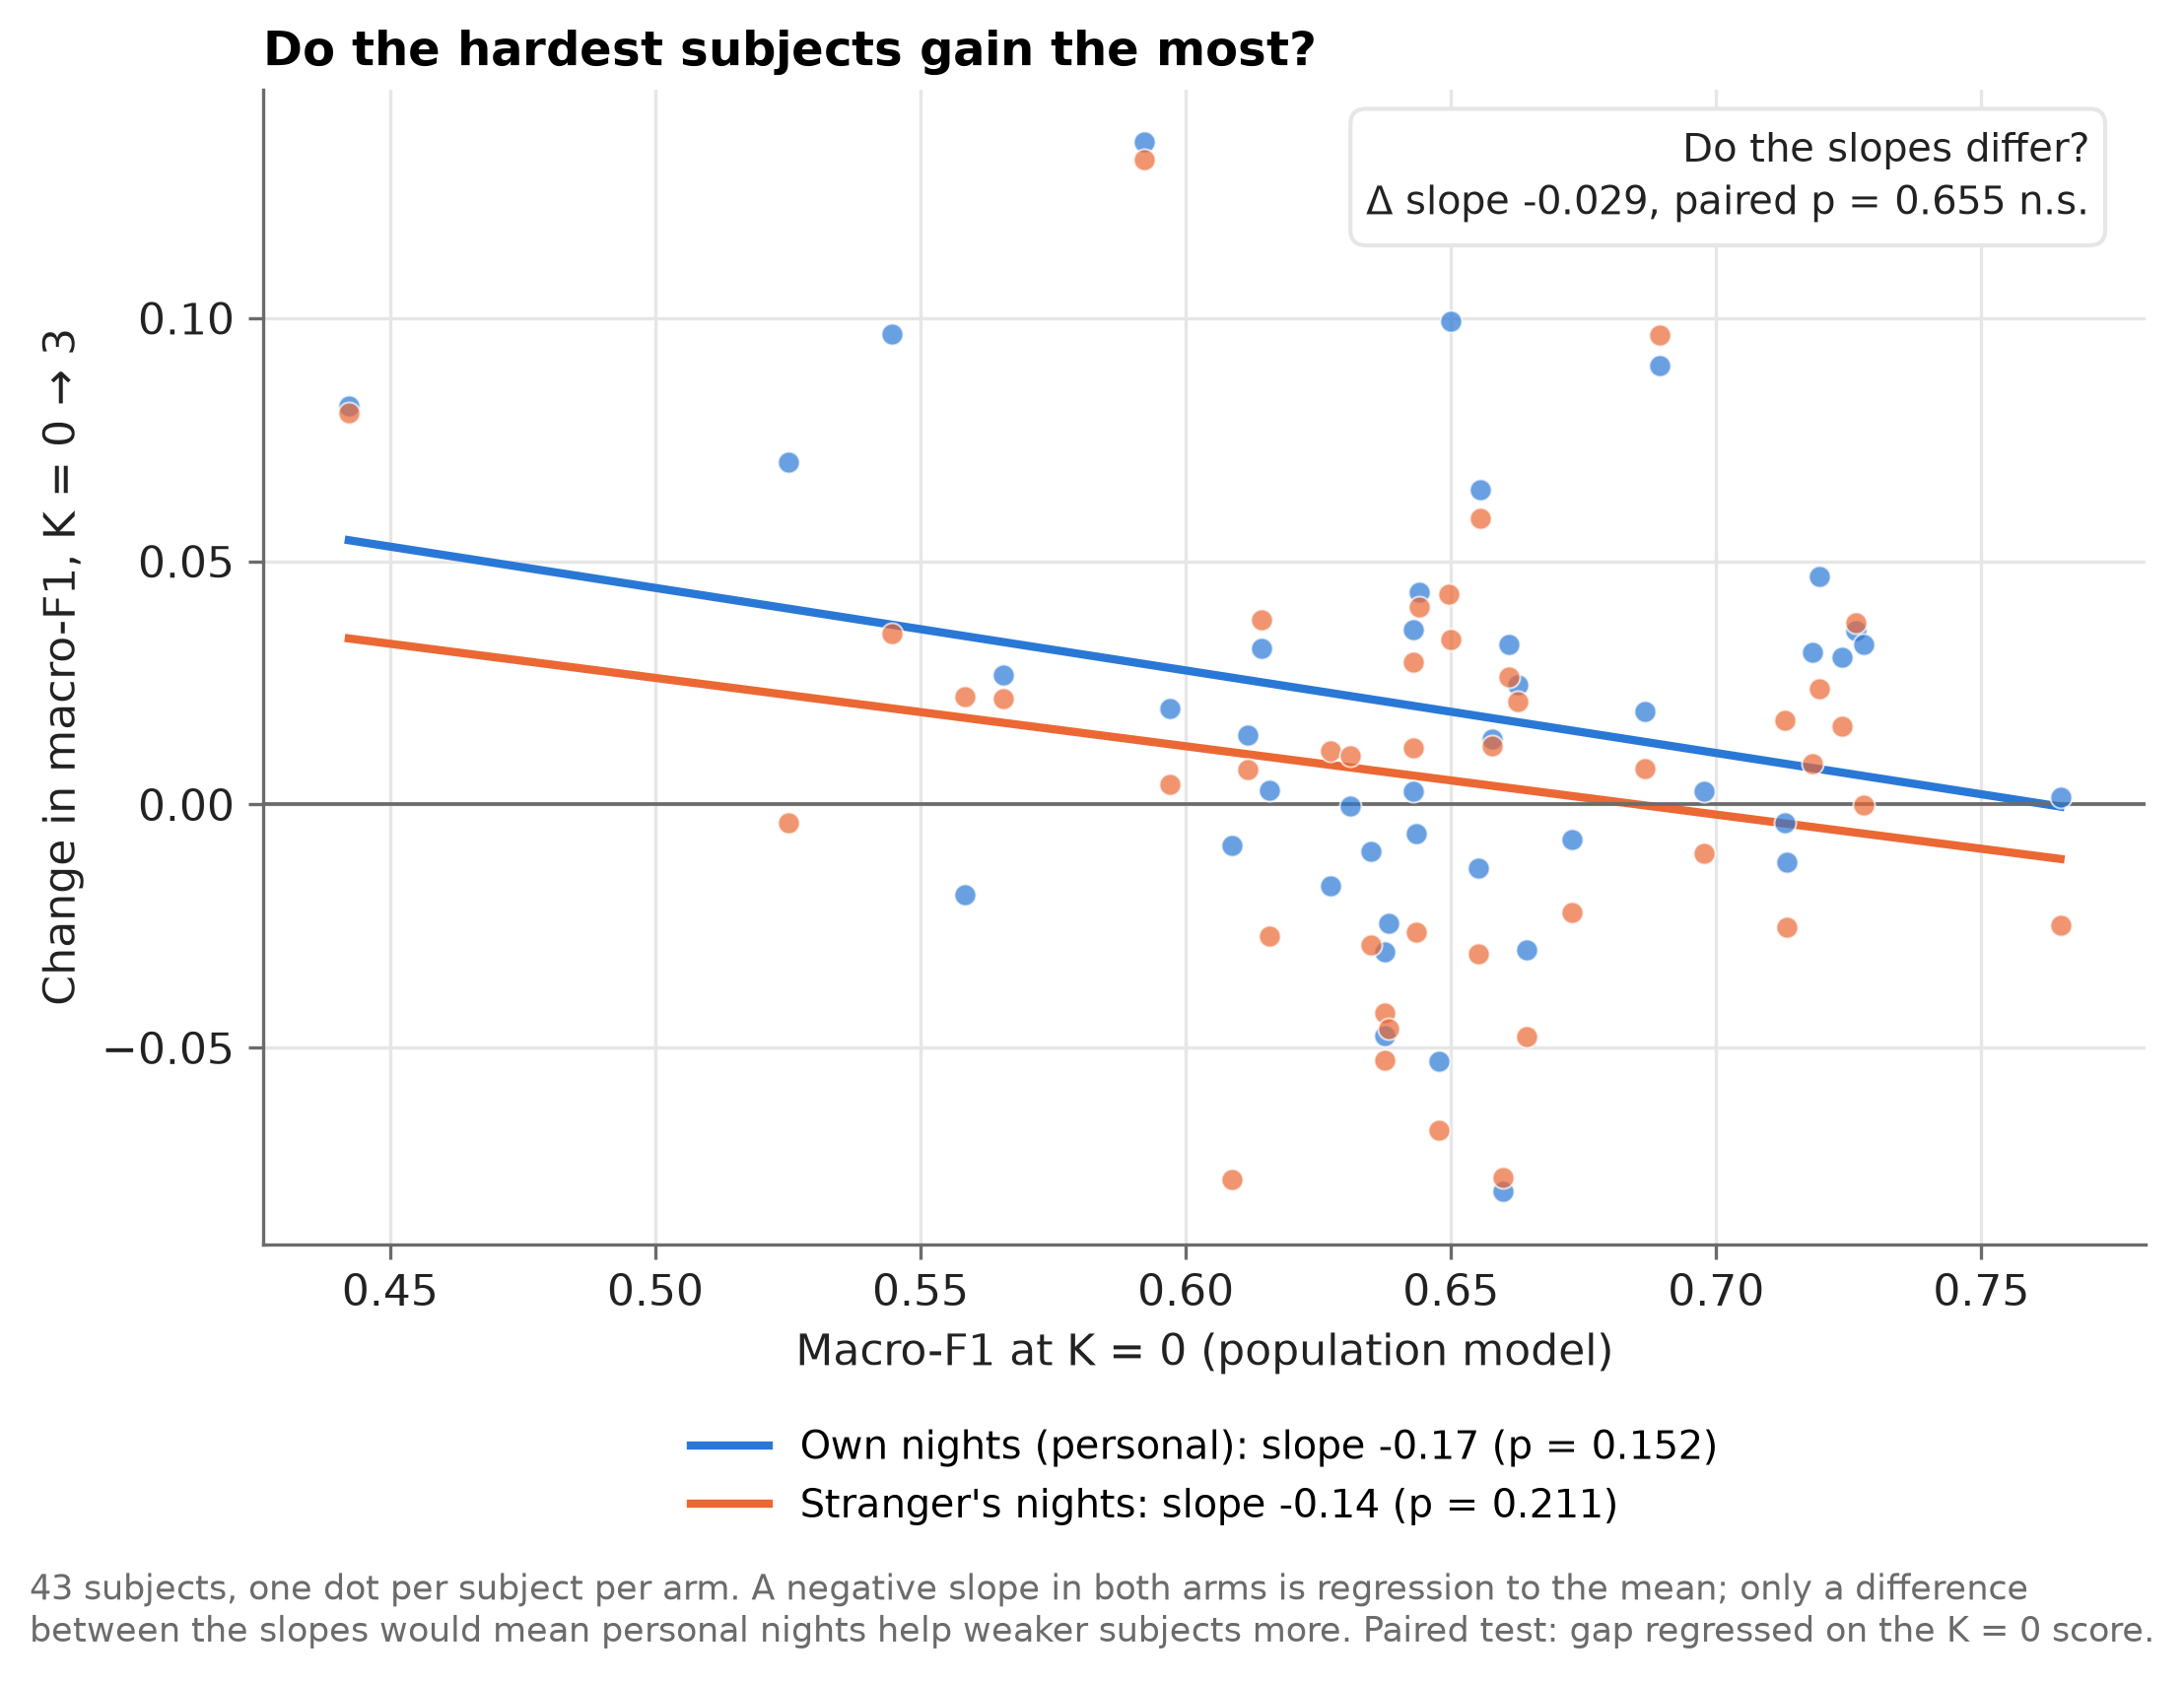 Do the hardest subjects gain the most?
Do the slopes differ?
Δ slope -0.029, paired p = 0.655 n.s.
Change in macro-F1, K = 0 → 3
0.10
0.05
0.00
−0.05
0.45 0.50 0.55 0.60 0.65 0.70 0.75
Macro-F1 at K = 0 (population model)
Own nights (personal): slope -0.17 (p = 0.152)
Stranger's nights: slope -0.14 (p = 0.211)
43 subjects, one dot per subject per arm. A negative slope in both arms is regression to the mean; only a difference
between the slopes would mean personal nights help weaker subjects more. Paired test: gap regressed on the K = 0 score.